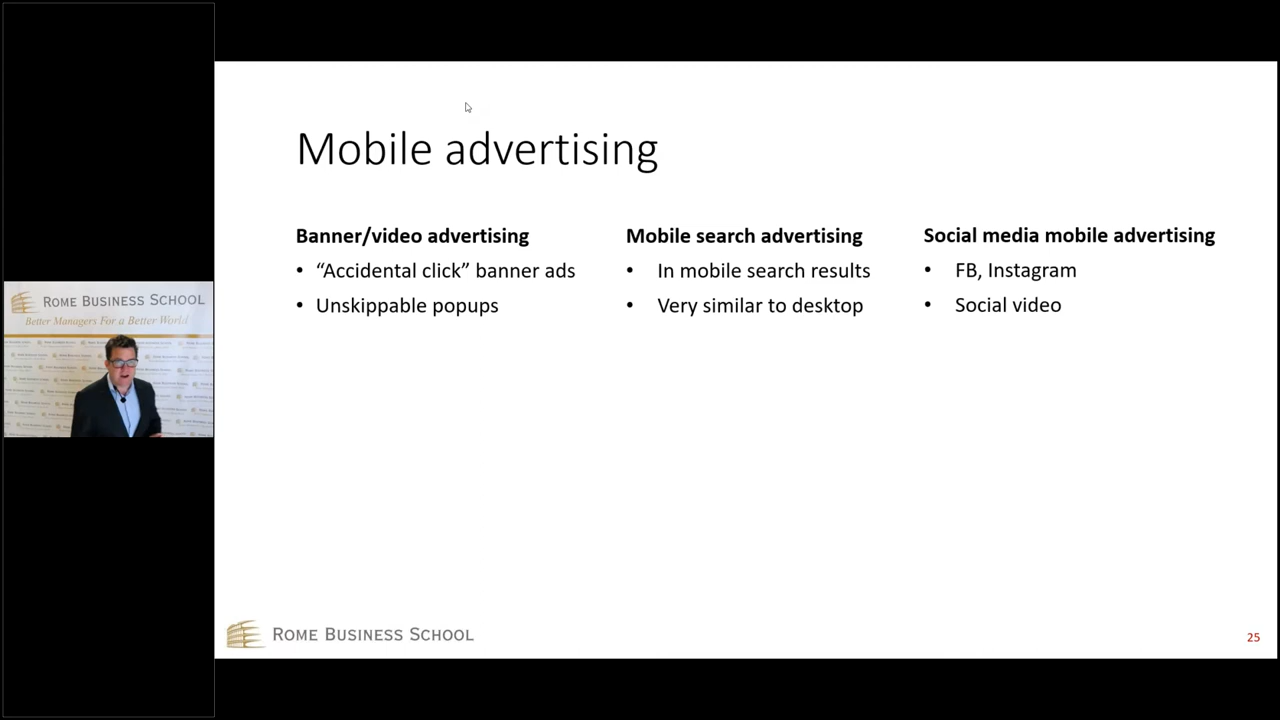 Mobile advertising
Banner/video advertising
• “Accidental click” banner ads
• Unskippable popups
Mobile search advertising
• In mobile search results
• Very similar to desktop
Social media mobile advertising
• FB, Instagram
• Social video
ROME BUSINESS SCHOOL
Better Managers For a Better World
ROME BUSINESS SCHOOL
25